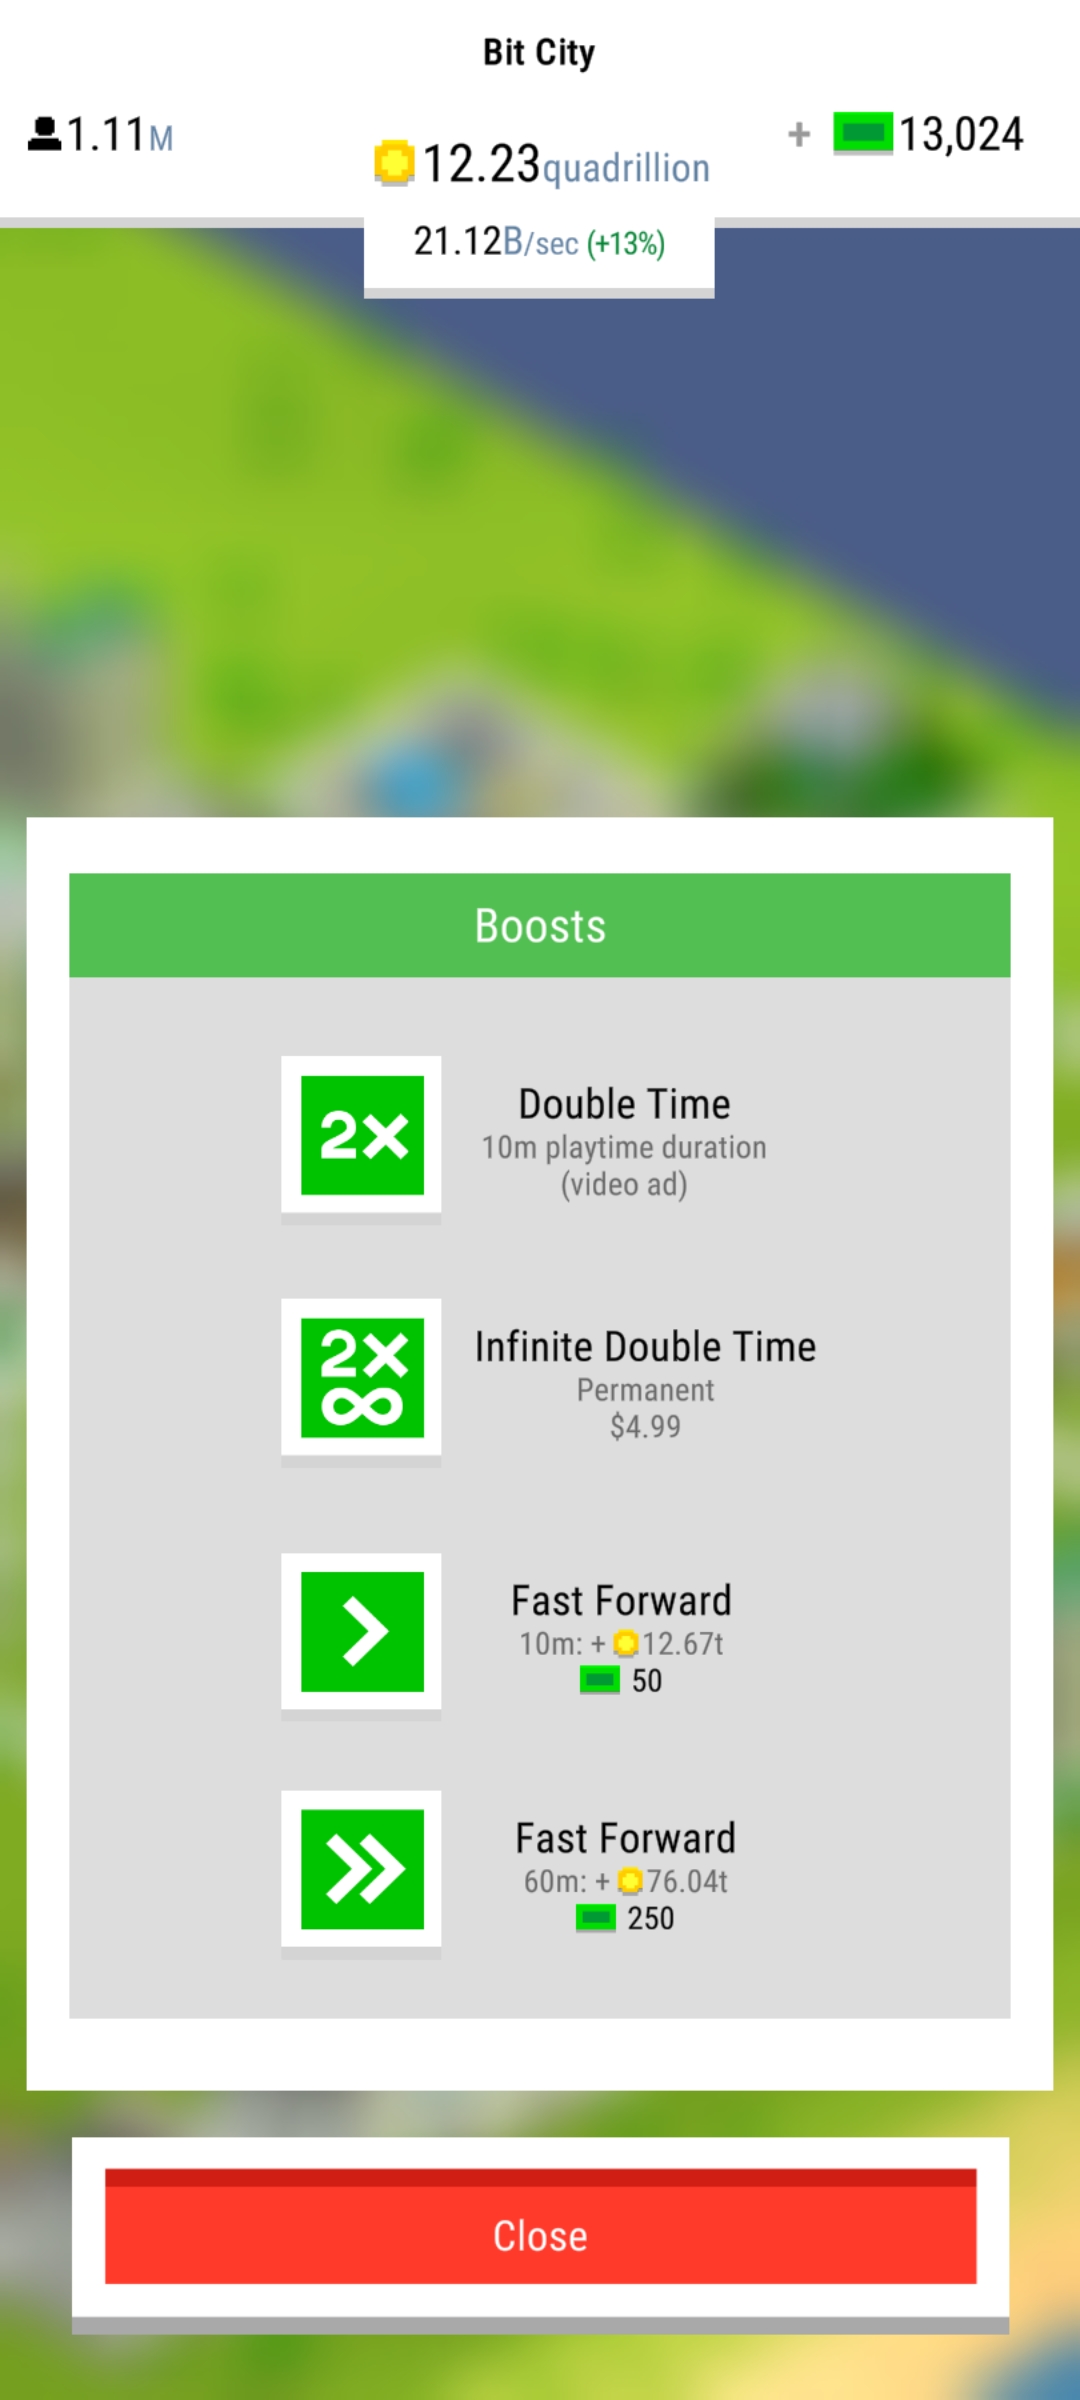 Bit City
1.11M
+ 13,024
12.23quadrillion
21.12B/sec (+13%)
Boosts
2×
Double Time
10m playtime duration
(video ad)
2×
∞
Infinite Double Time
Permanent
$4.99
Fast Forward
10m: + 12.67t
50
Fast Forward
60m: + 76.04t
250
Close